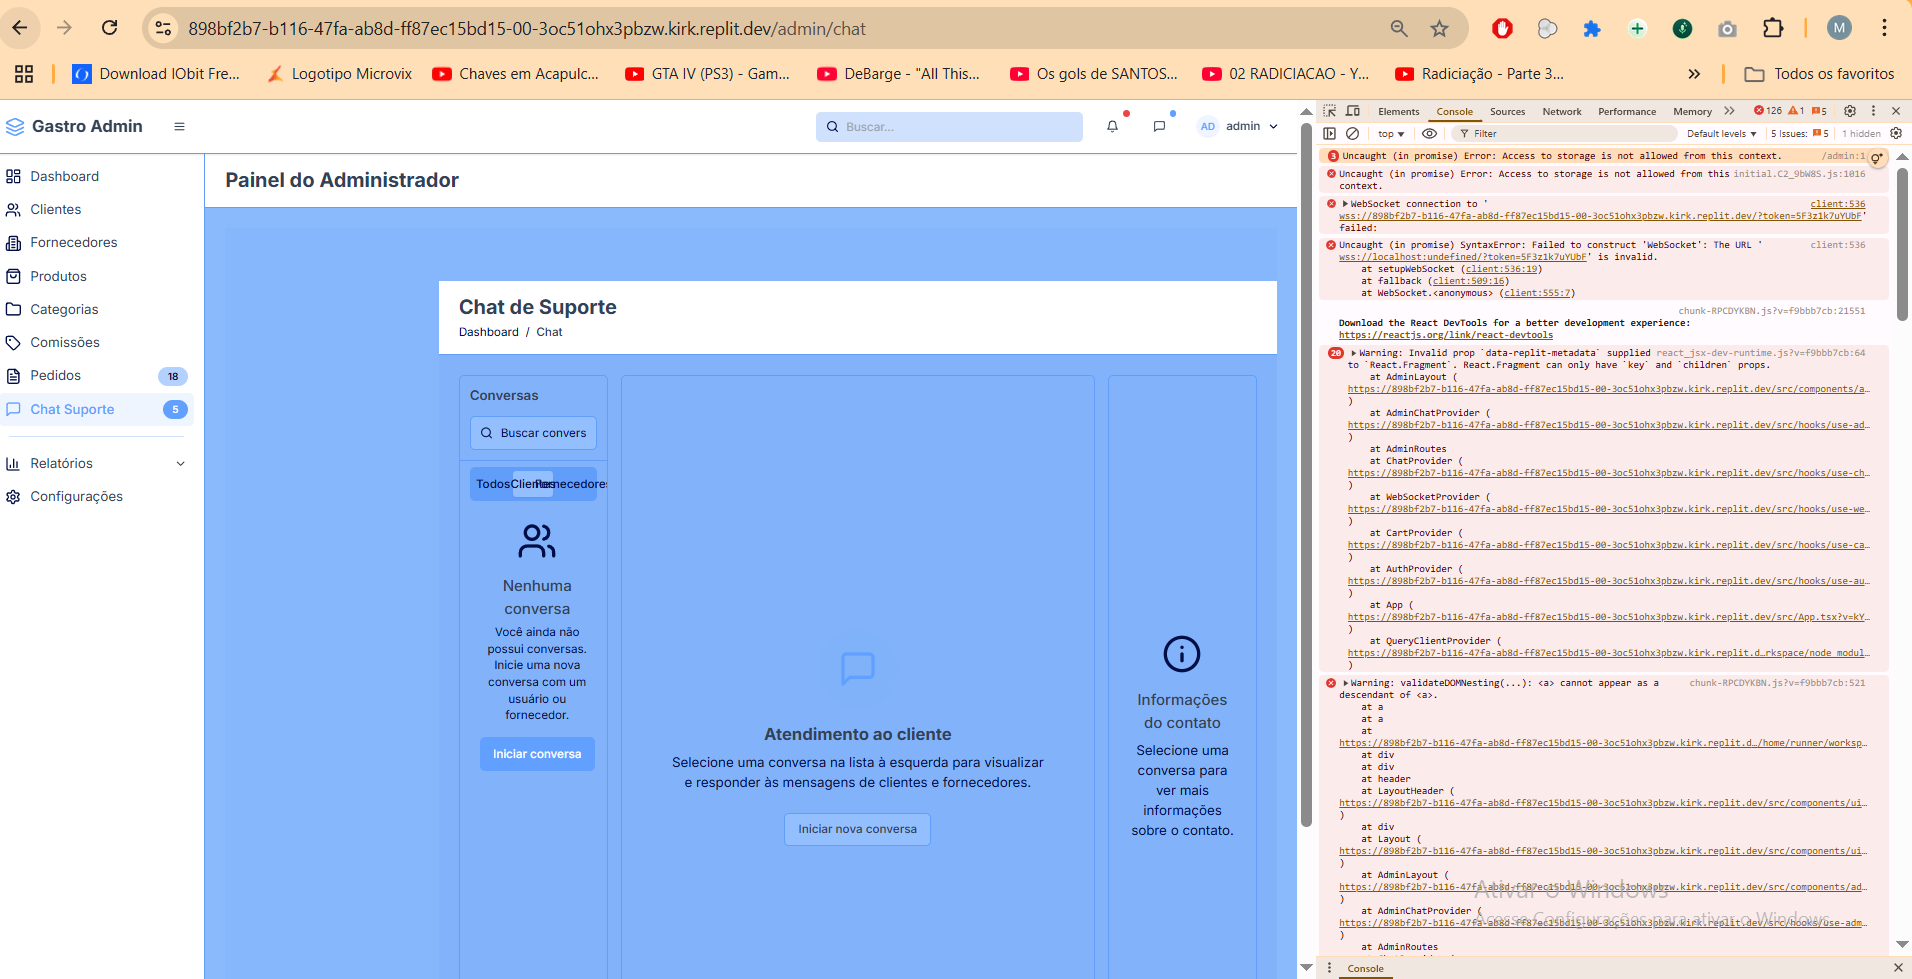 898bf2b7-b116-47fa-ab8d-ff87ec15bd15-00-3oc51ohx3pbzw.kirk.replit.dev/admin/chat
M
Download IObit Fre...
Logotipo Microvix
Chaves em Acapulc...
GTA IV (PS3) - Gam...
DeBarge - "All This...
Os gols de SANTOS...
02 RADICIACAO - Y...
Radiciação - Parte 3...
Todos os favoritos
Gastro Admin
Buscar...
AD admin
Dashboard
Clientes
Fornecedores
Produtos
Categorias
Comissões
Pedidos 18
Chat Suporte 5
Relatórios
Configurações
Painel do Administrador
Chat de Suporte
Dashboard / Chat
Conversas
Buscar convers
Todos Clientes Fornecedores
Nenhuma
conversa
Você ainda não
possui conversas.
Inicie uma nova
conversa com um
usuário ou
fornecedor.
Iniciar conversa
Atendimento ao cliente
Selecione uma conversa na lista à esquerda para visualizar
e responder às mensagens de clientes e fornecedores.
Iniciar nova conversa
Informações
do contato
Selecione uma
conversa para
ver mais
informações
sobre o contato.
Elements Console Sources Network Performance Memory 126 1 5
top Filter Default levels 5 Issues: 5 1 hidden
3 Uncaught (in promise) Error: Access to storage is not allowed from this context. /admin:1
Uncaught (in promise) Error: Access to storage is not allowed from this initial.C2_9bW8S.js:1016
context.
WebSocket connection to ' client:536
wss://898bf2b7-b116-47fa-ab8d-ff87ec15bd15-00-3oc51ohx3pbzw.kirk.replit.dev/?token=5F3z1k7uYUbF'
failed:
Uncaught (in promise) SyntaxError: Failed to construct 'WebSocket': The URL ' client:536
wss://localhost:undefined/?token=5F3z1k7uYUbF' is invalid.
at setupWebSocket (client:536:19)
at fallback (client:509:16)
at WebSocket.<anonymous> (client:555:7)
chunk-RPCDYKBN.js?v=f9bbb7cb:21551
Download the React DevTools for a better development experience:
https://reactjs.org/link/react-devtools
20 Warning: Invalid prop `data-replit-metadata` supplied react_jsx-dev-runtime.js?v=f9bbb7cb:64
to `React.Fragment`. React.Fragment can only have `key` and `children` props.
at AdminLayout (
https://898bf2b7-b116-47fa-ab8d-ff87ec15bd15-00-3oc51ohx3pbzw.kirk.replit.dev/src/components/a...
)
at AdminChatProvider (
https://898bf2b7-b116-47fa-ab8d-ff87ec15bd15-00-3oc51ohx3pbzw.kirk.replit.dev/src/hooks/use-ad...
)
at AdminRoutes
at ChatProvider (
https://898bf2b7-b116-47fa-ab8d-ff87ec15bd15-00-3oc51ohx3pbzw.kirk.replit.dev/src/hooks/use-ch...
)
at WebSocketProvider (
https://898bf2b7-b116-47fa-ab8d-ff87ec15bd15-00-3oc51ohx3pbzw.kirk.replit.dev/src/hooks/use-we...
)
at CartProvider (
https://898bf2b7-b116-47fa-ab8d-ff87ec15bd15-00-3oc51ohx3pbzw.kirk.replit.dev/src/hooks/use-ca...
)
at AuthProvider (
https://898bf2b7-b116-47fa-ab8d-ff87ec15bd15-00-3oc51ohx3pbzw.kirk.replit.dev/src/hooks/use-au...
)
at App (
https://898bf2b7-b116-47fa-ab8d-ff87ec15bd15-00-3oc51ohx3pbzw.kirk.replit.dev/src/App.tsx?v=kY...
)
at QueryClientProvider (
https://898bf2b7-b116-47fa-ab8d-ff87ec15bd15-00-3oc51ohx3pbzw.kirk.replit.d…rkspace/node_modul...
)
Warning: validateDOMNesting(...): <a> cannot appear as a chunk-RPCDYKBN.js?v=f9bbb7cb:521
descendant of <a>.
at a
at a
at
https://898bf2b7-b116-47fa-ab8d-ff87ec15bd15-00-3oc51ohx3pbzw.kirk.replit.d…/home/runner/worksp...
at div
at div
at header
at LayoutHeader (
https://898bf2b7-b116-47fa-ab8d-ff87ec15bd15-00-3oc51ohx3pbzw.kirk.replit.dev/src/components/ui...
)
at div
at Layout (
https://898bf2b7-b116-47fa-ab8d-ff87ec15bd15-00-3oc51ohx3pbzw.kirk.replit.dev/src/components/ui...
)
at AdminLayout (
https://898bf2b7-b116-47fa-ab8d-ff87ec15bd15-00-3oc51ohx3pbzw.kirk.replit.dev/src/components/ad...
)
at AdminChatProvider (
https://898bf2b7-b116-47fa-ab8d-ff87ec15bd15-00-3oc51ohx3pbzw.kirk.replit.dev/src/hooks/use-adm...
)
at AdminRoutes
Ativar o Windows
Acesse Configurações para ativar o Windows.
Console